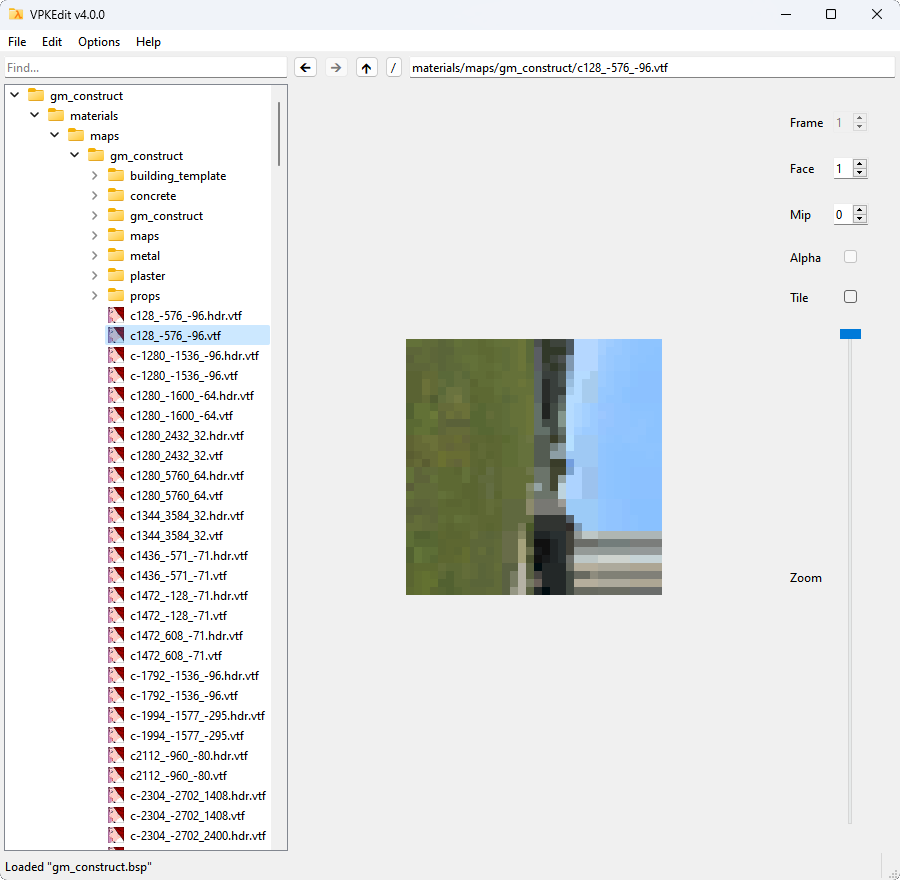 VPKEdit v4.0.0
File Edit Options Help
Find...
/ materials/maps/gm_construct/c128_-576_-96.vtf
gm_construct
materials
maps
gm_construct
building_template
concrete
gm_construct
maps
metal
plaster
props
c128_-576_-96.hdr.vtf
c128_-576_-96.vtf
c-1280_-1536_-96.hdr.vtf
c-1280_-1536_-96.vtf
c1280_-1600_-64.hdr.vtf
c1280_-1600_-64.vtf
c1280_2432_32.hdr.vtf
c1280_2432_32.vtf
c1280_5760_64.hdr.vtf
c1280_5760_64.vtf
c1344_3584_32.hdr.vtf
c1344_3584_32.vtf
c1436_-571_-71.hdr.vtf
c1436_-571_-71.vtf
c1472_-128_-71.hdr.vtf
c1472_-128_-71.vtf
c1472_608_-71.hdr.vtf
c1472_608_-71.vtf
c-1792_-1536_-96.hdr.vtf
c-1792_-1536_-96.vtf
c-1994_-1577_-295.hdr.vtf
c-1994_-1577_-295.vtf
c2112_-960_-80.hdr.vtf
c2112_-960_-80.vtf
c-2304_-2702_1408.hdr.vtf
c-2304_-2702_1408.vtf
c-2304_-2702_2400.hdr.vtf
Frame 1
Face 1
Mip 0
Alpha
Tile
Zoom
Loaded "gm_construct.bsp"